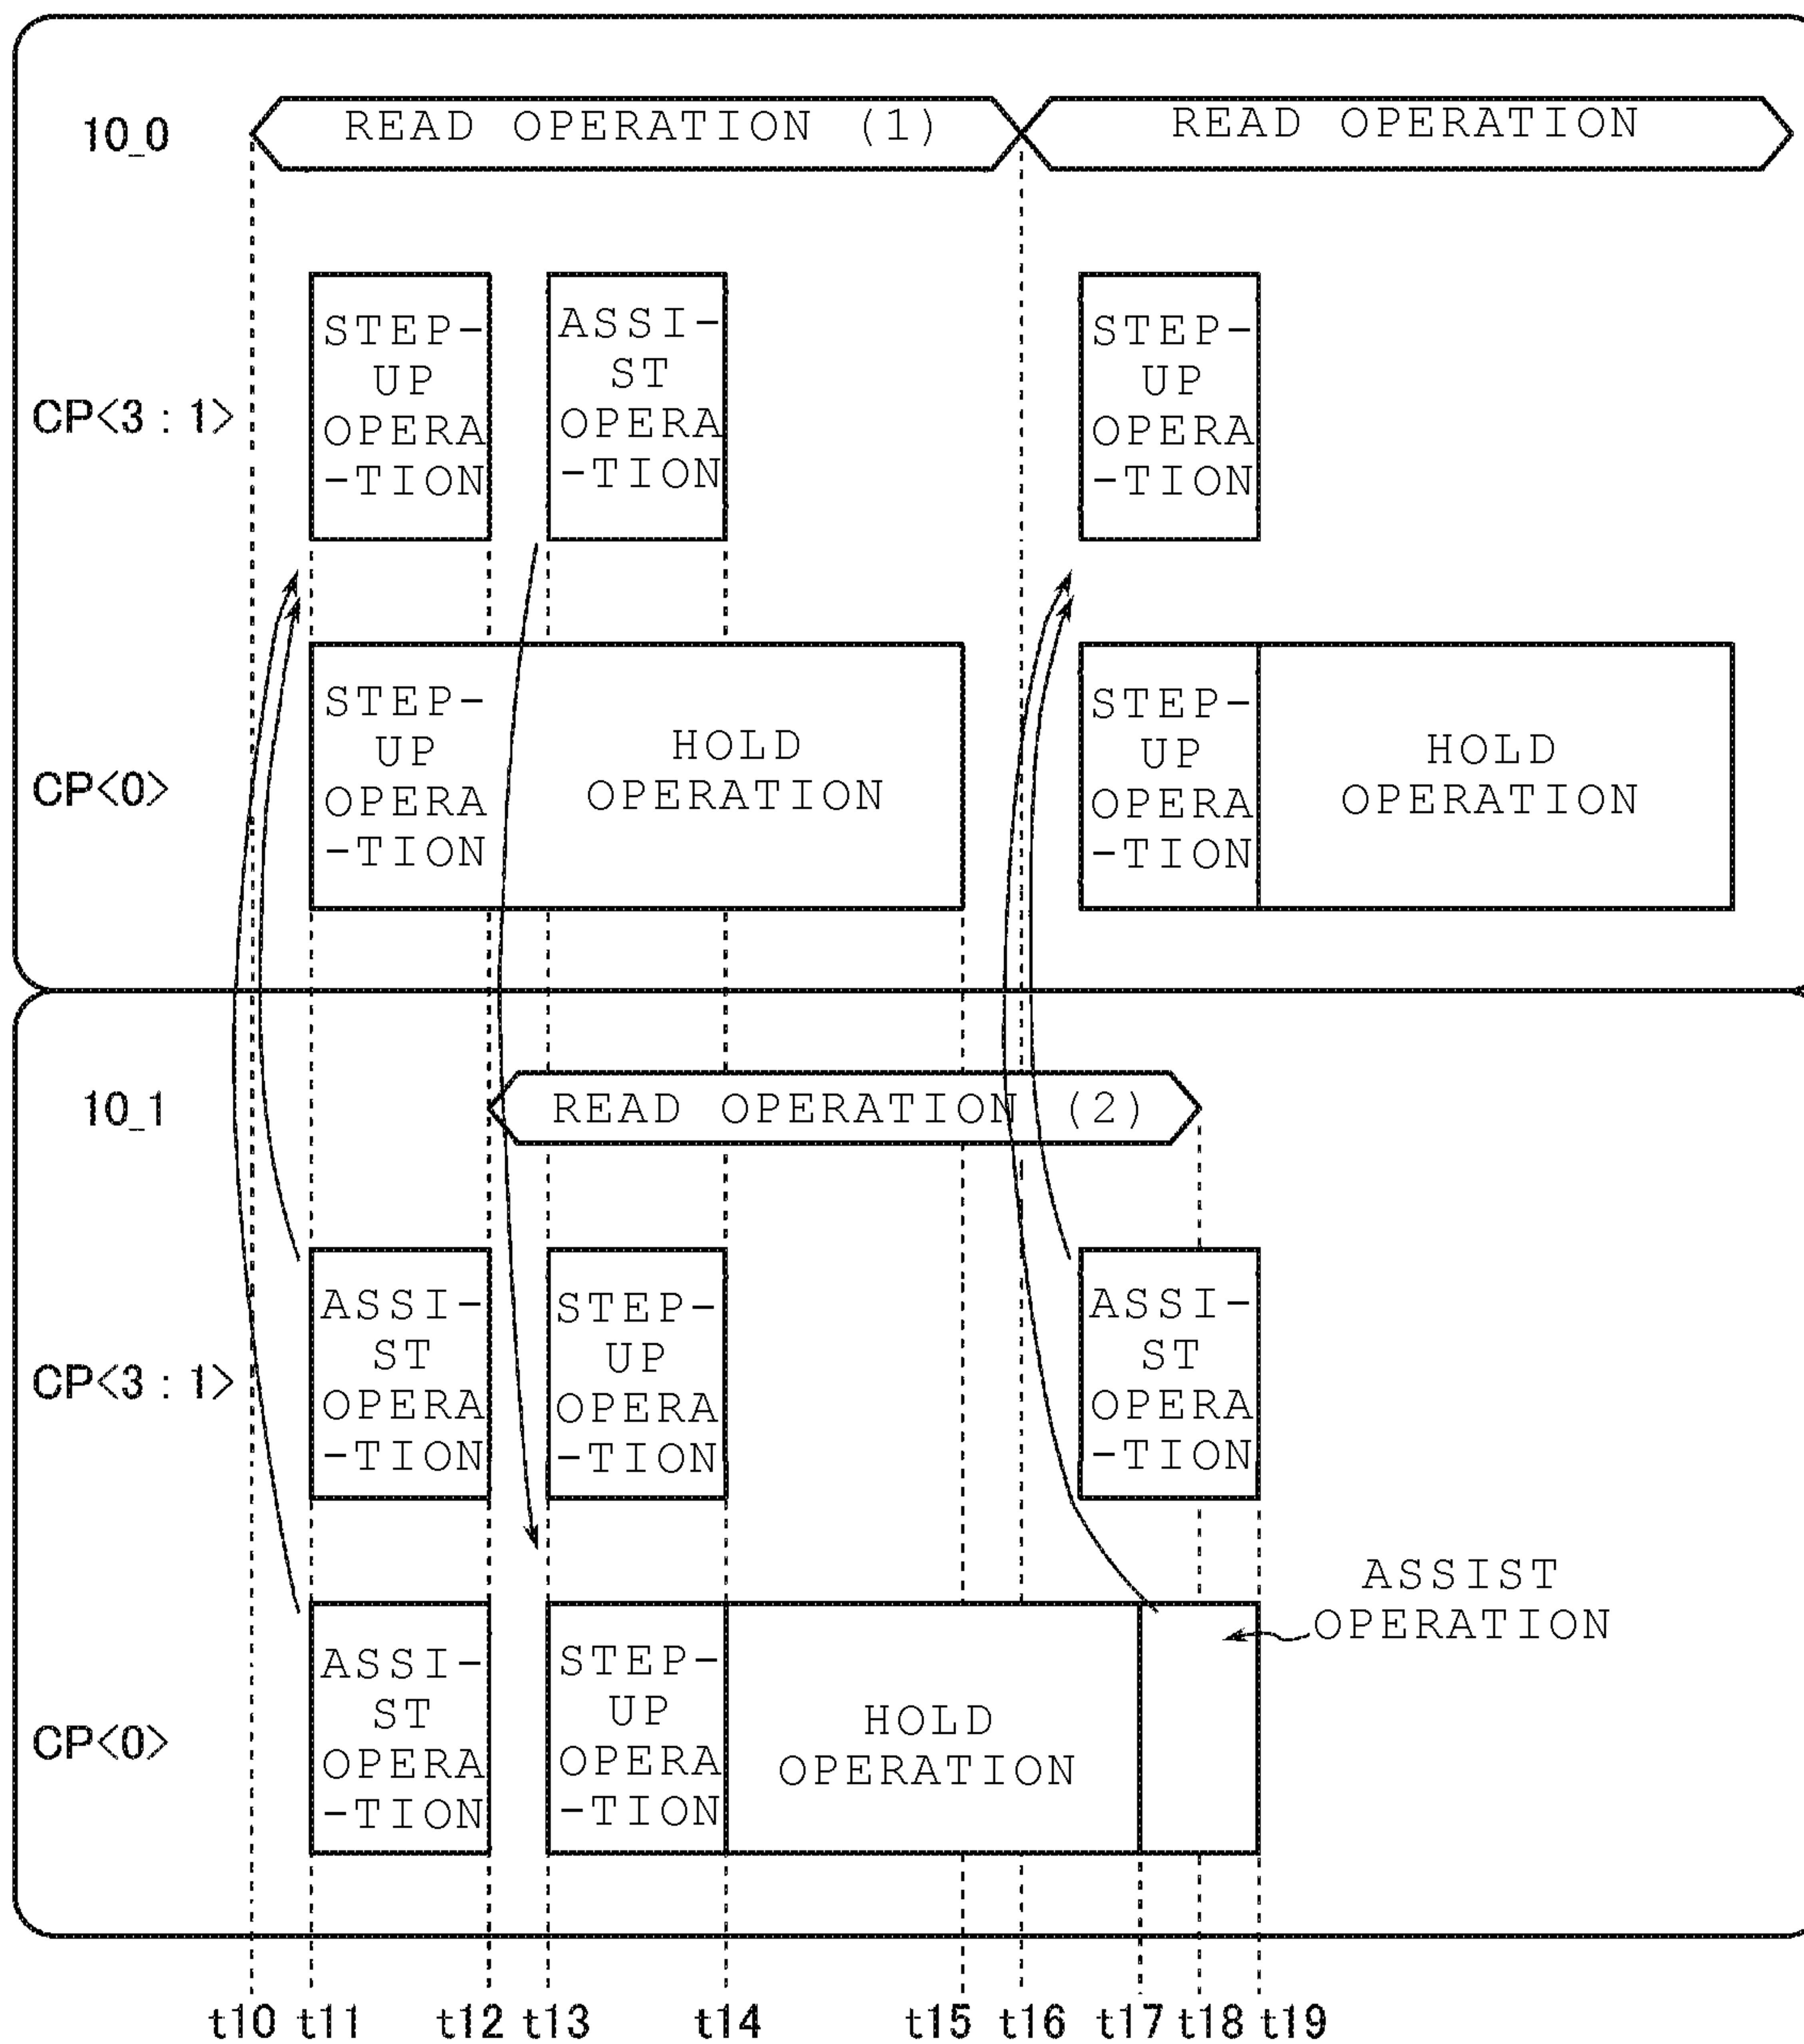 10_0
READ OPERATION (1)
READ OPERATION
CP<3 : 1>
STEP-
UP
OPERA
-TION
ASSI-
ST
OPERA
-TION
STEP-
UP
OPERA
-TION
CP<0>
STEP-
UP
OPERA
-TION
HOLD
OPERATION
STEP-
UP
OPERA
-TION
HOLD
OPERATION
10_1
READ OPERATION (2)
CP<3 : 1>
ASSI-
ST
OPERA
-TION
STEP-
UP
OPERA
-TION
ASSI-
ST
OPERA
-TION
CP<0>
ASSI-
ST
OPERA
-TION
STEP-
UP
OPERA
-TION
HOLD
OPERATION
ASSIST
OPERATION
t10 t11 t12 t13 t14 t15 t16 t17 t18 t19